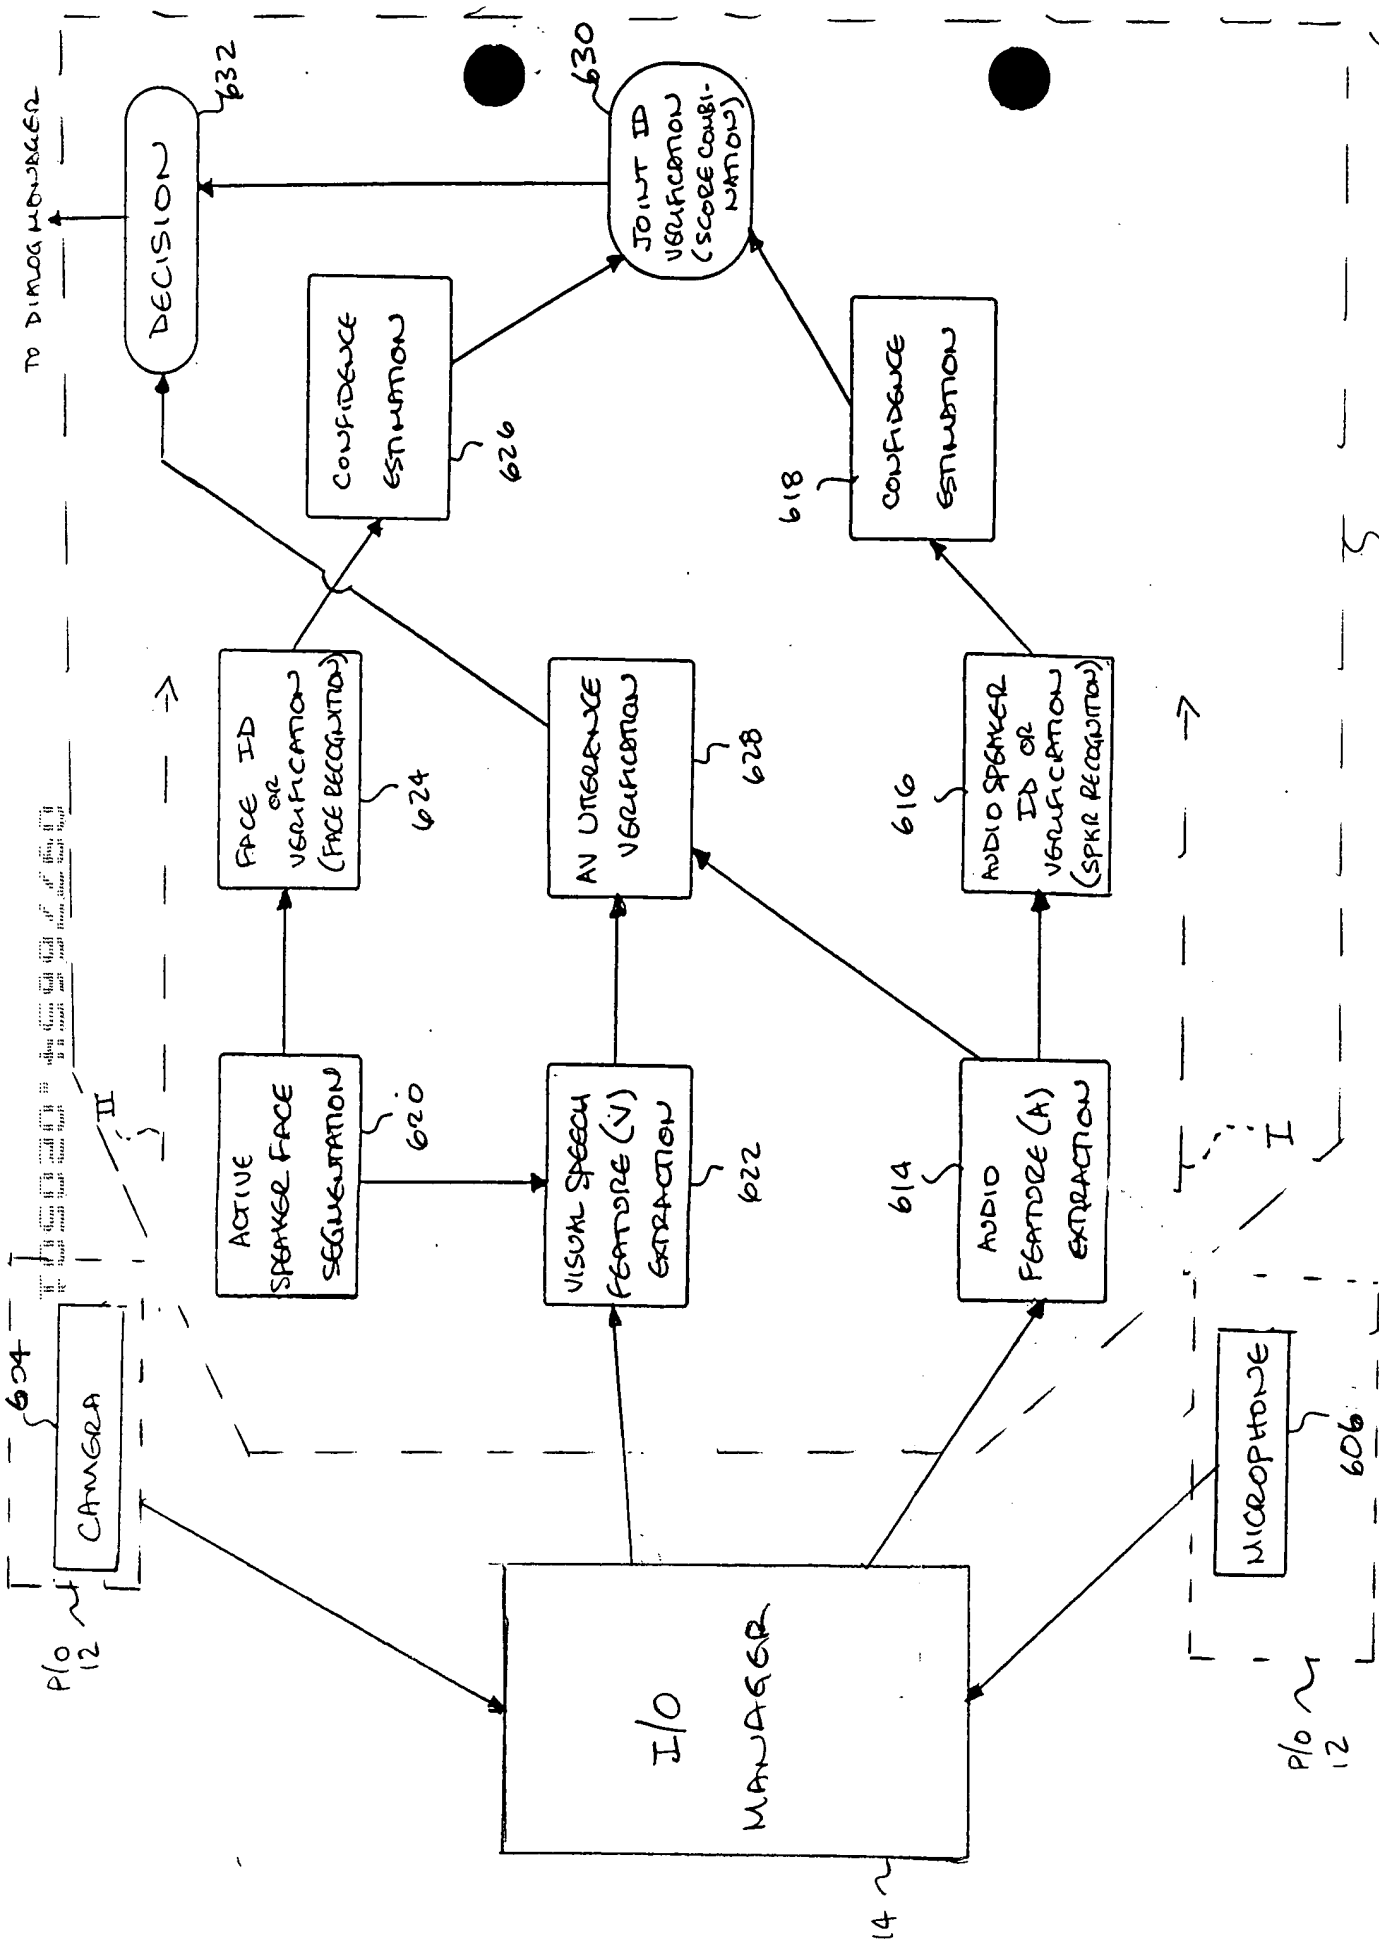 TO DIALOG MANAGER
DECISION
632
630
JOINT ID
VERIFICATION
(SCORE COMBI-
NATION)
CONFIDENCE
ESTIMATION
626
618
CONFIDENCE
ESTIMATION
FACE ID
OR
VERIFICATION
(FACE RECOGNITION)
624
AV UTTERENCE
VERIFICATION
628
616
AUDIO SPEAKER
ID OR
VERIFICATION
(SPKR RECOGNITION)
II
ACTIVE
SPEAKER FACE
SEGMENTATION
620
VISUAL SPEECH
FEATURE (V)
EXTRACTION
622
614
AUDIO
FEATURE (A)
EXTRACTION
I
604
CAMERA
P/O
12
MICROPHONE
606
P/O
12
I/O
MANAGER
14